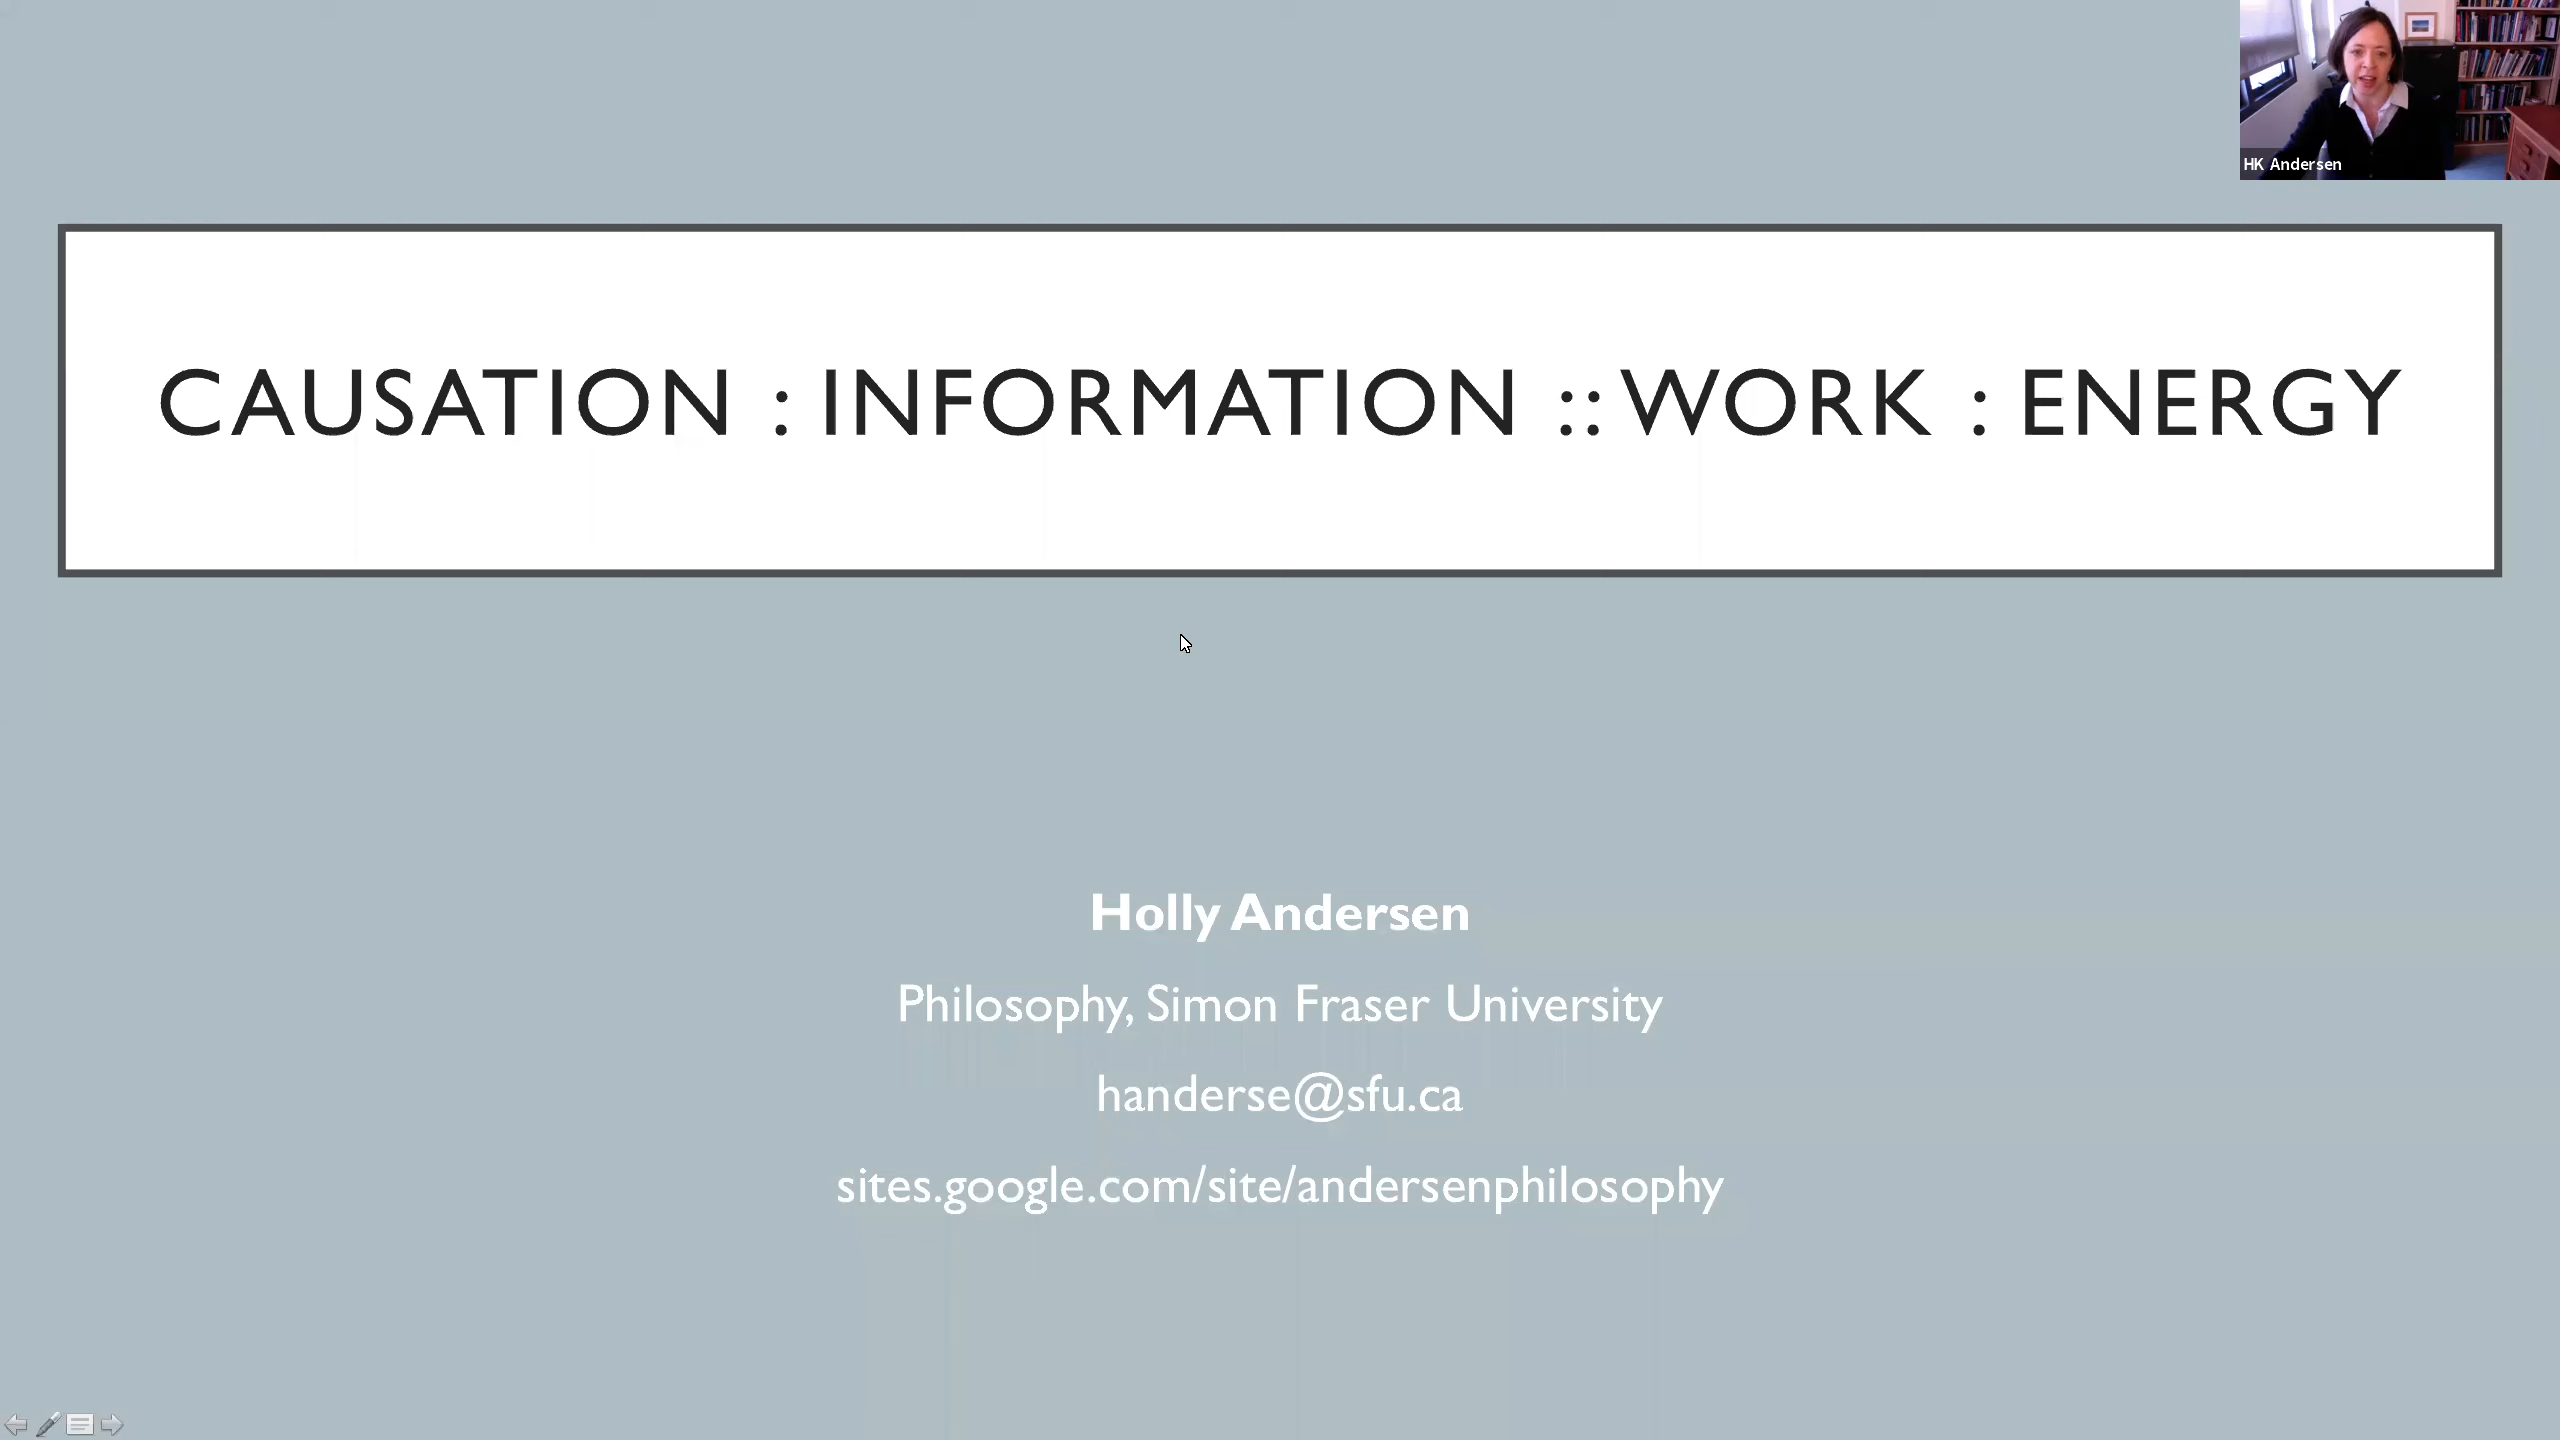 HK Andersen
CAUSATION : INFORMATION :: WORK : ENERGY
Holly Andersen
Philosophy, Simon Fraser University
handerse@sfu.ca
sites.google.com/site/andersenphilosophy